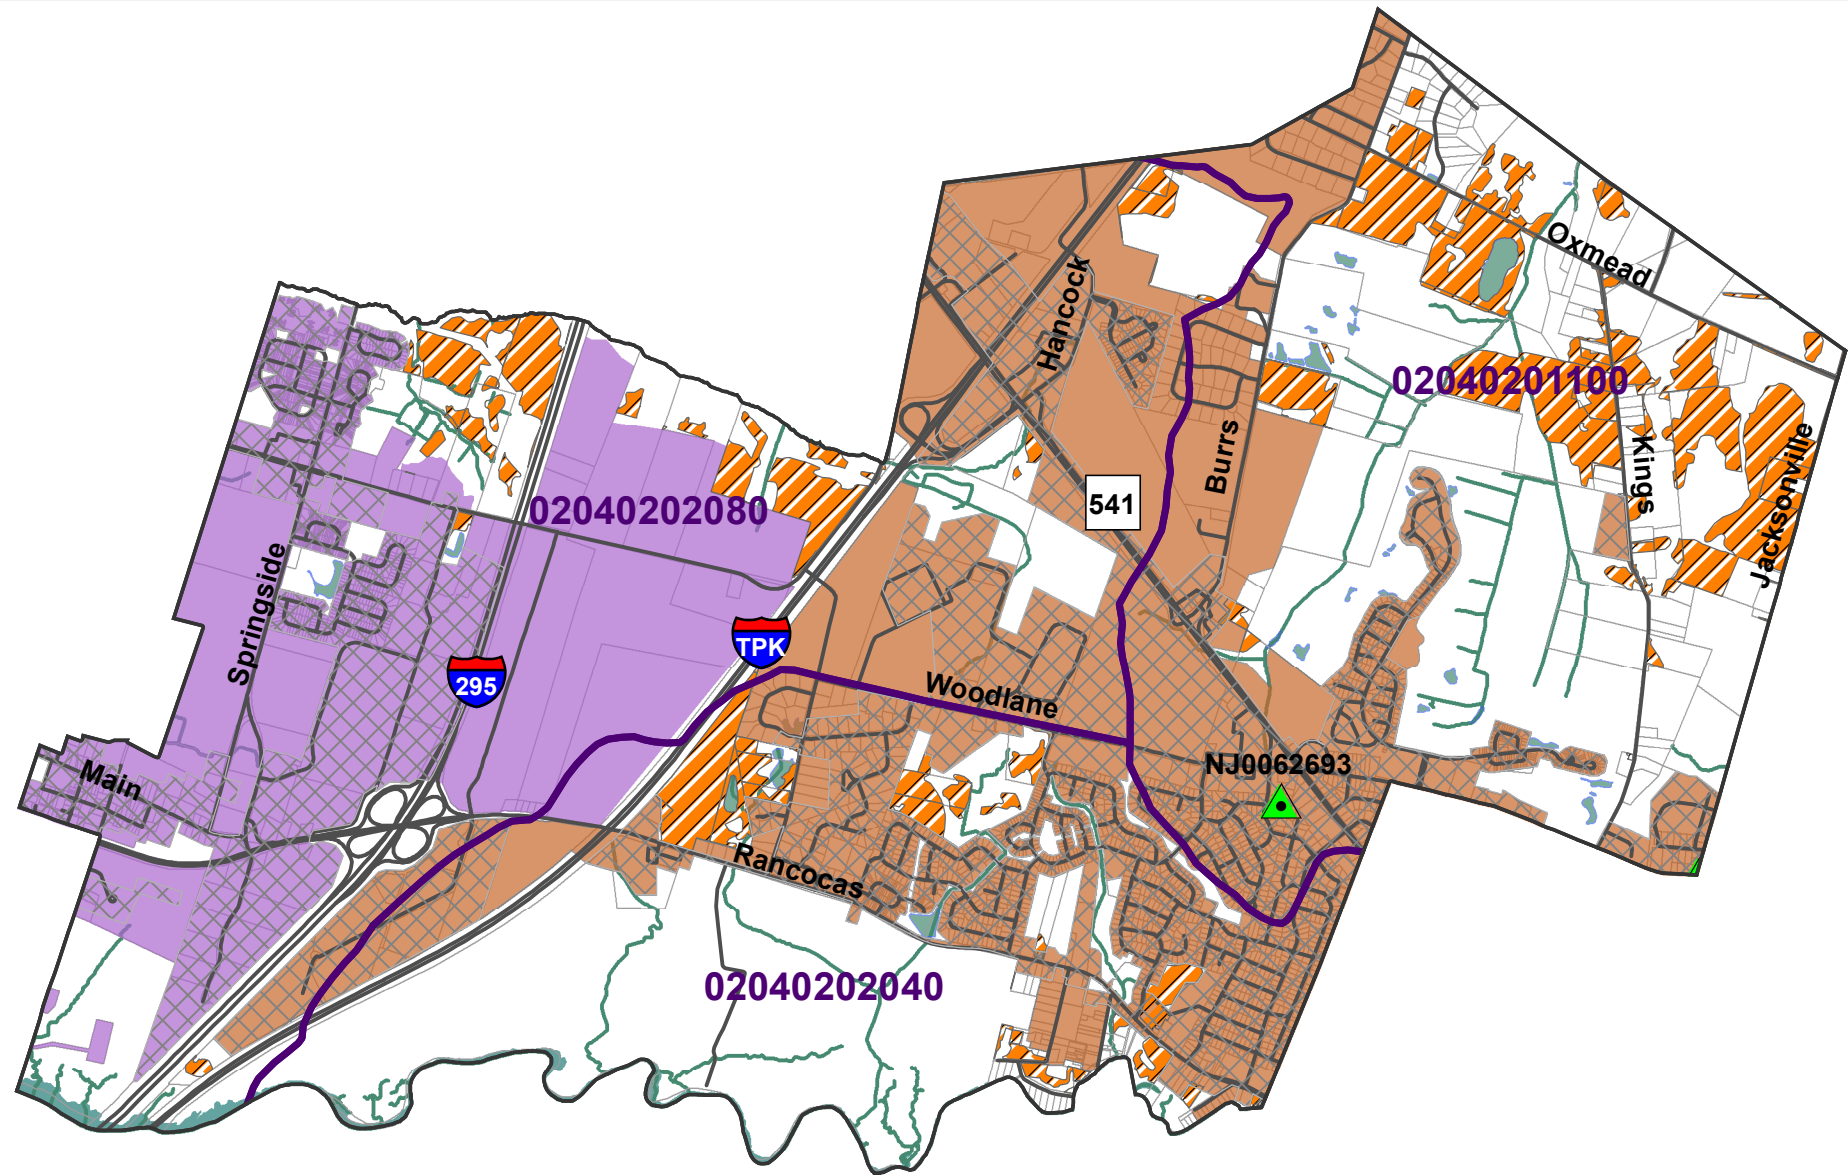 Oxmead
Hancock
02040201100
Burrs
Kings
Jacksonville
541
02040202080
Springside
TPK
295
Woodlane
Main
NJ0062693
Rancocas
02040202040